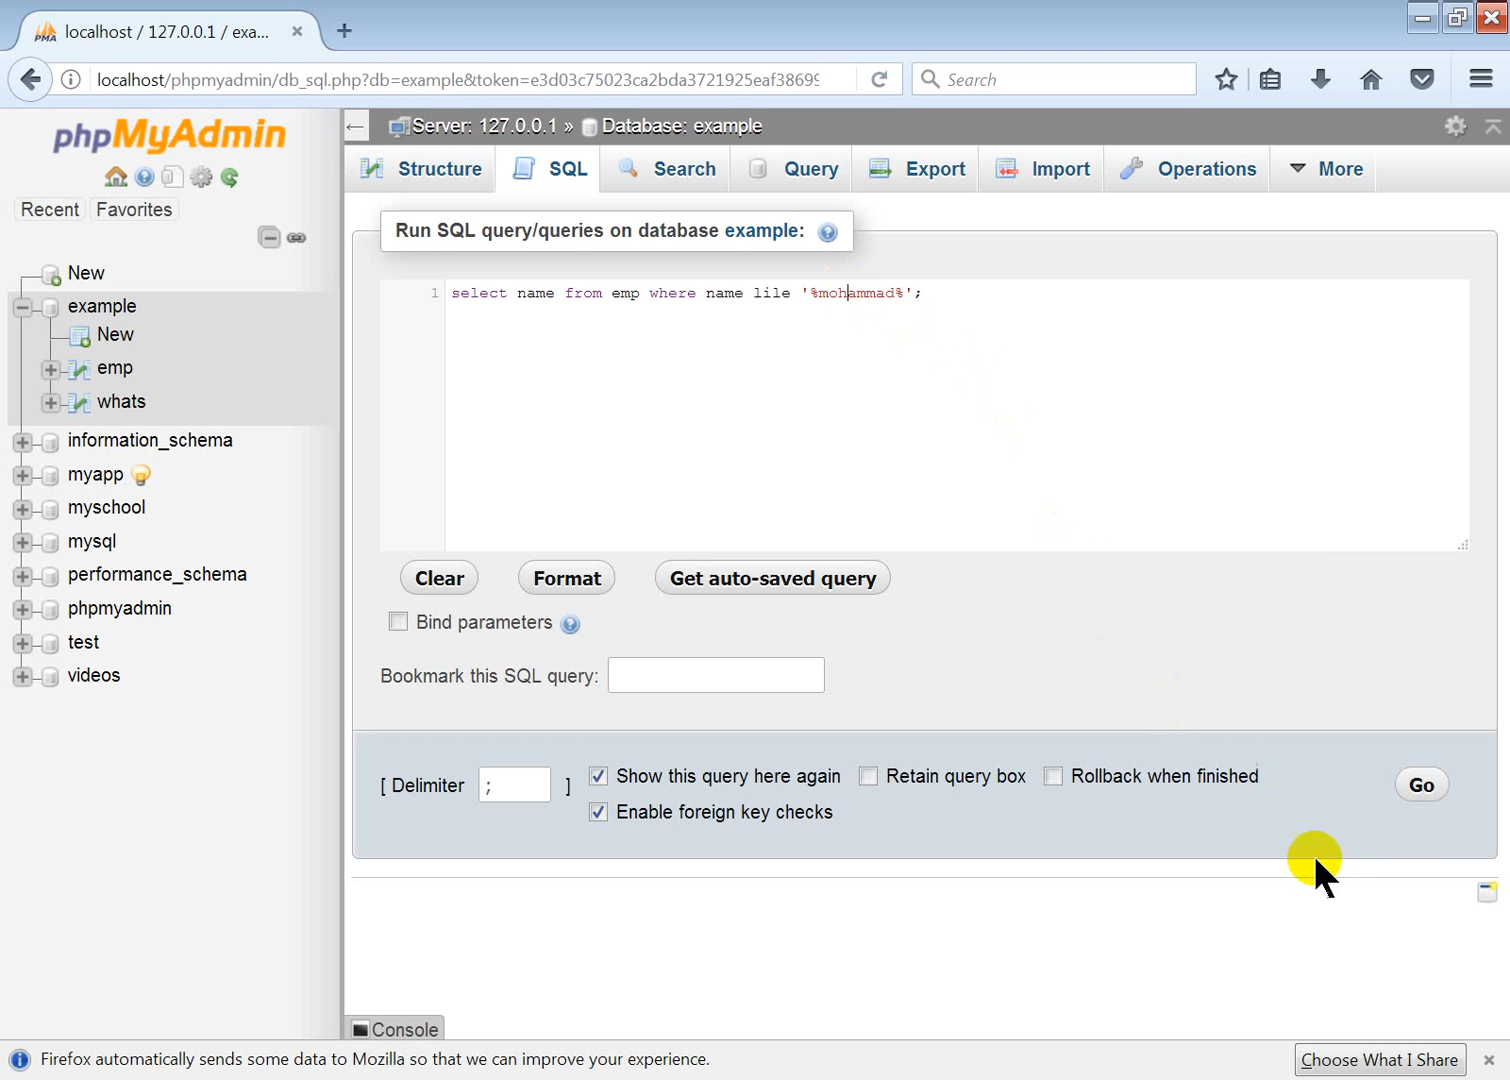 localhost / 127.0.0.1 / exa...
localhost/phpmyadmin/db_sql.php?db=example&token=e3d03c75023ca2bda3721925eaf38699
Search
phpMyAdmin
Recent Favorites
New
example
New
emp
whats
information_schema
myapp
myschool
mysql
performance_schema
phpmyadmin
test
videos
Server: 127.0.0.1 » Database: example
Structure SQL Search Query Export Import Operations More
Run SQL query/queries on database example:
1 select name from emp where name lile '%mohammad%';
Clear Format Get auto-saved query
Bind parameters
Bookmark this SQL query:
[ Delimiter ; ] Show this query here again Retain query box Rollback when finished Go
Enable foreign key checks
Console
Firefox automatically sends some data to Mozilla so that we can improve your experience. Choose What I Share